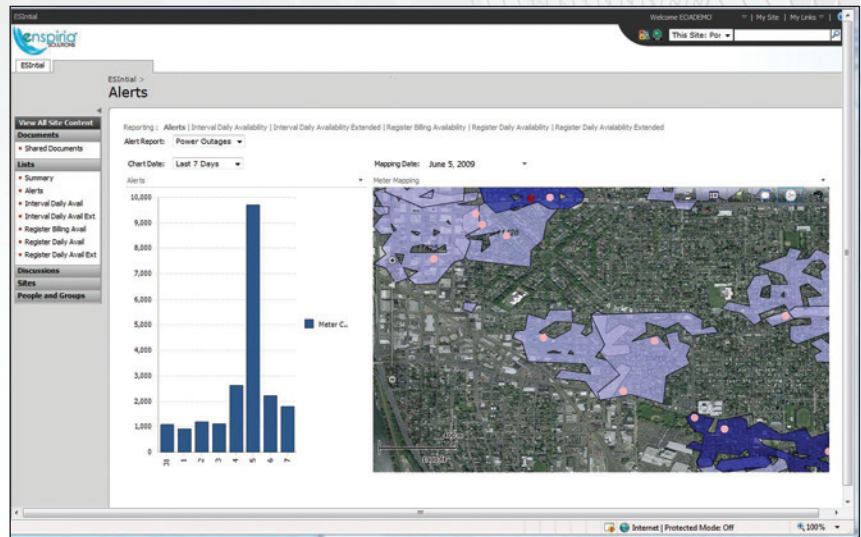 ESIntial
Welcome EOADEMO | My Site | My Links |
enspiria
SOLUTIONS
This Site: Por
ESIntial
ESIntial >
Alerts
View All Site Content
Documents
Shared Documents
Lists
Summary
Alerts
Interval Daily Avail
Interval Daily Avail Ext
Register Billing Avail
Register Daily Avail
Register Daily Avail Ext
Discussions
Sites
People and Groups
Reporting : Alerts | Interval Daily Availability | Interval Daily Availability Extended | Register Billing Availability | Register Daily Availability | Register Daily Avialability Extended
Alert Report: Power Outages
Chart Date: Last 7 Days
Mapping Date: June 5, 2009
Alerts
Meter Mapping
10,000
9,000
8,000
7,000
6,000
5,000
4,000
3,000
2,000
1,000
0
31
1
2
3
4
5
6
7
Meter C..
Internet | Protected Mode: Off
100%